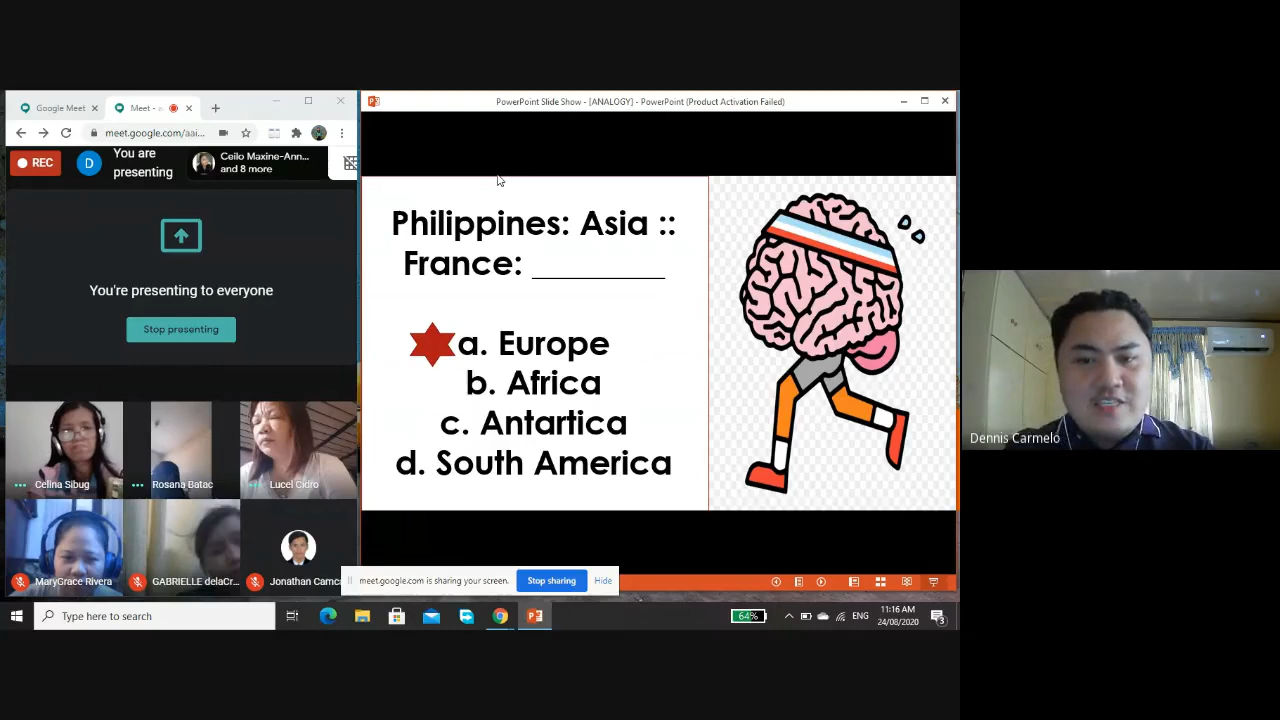 Google Meet
Meet - a
meet.google.com/aai...
REC
D
You are
presenting
Ceilo Maxine-Ann...
and 8 more
You're presenting to everyone
Stop presenting
Celina Sibug
Rosana Batac
Lucel Cidro
MaryGrace Rivera
GABRIELLE delaCr...
Jonathan Camca
PowerPoint Slide Show - [ANALOGY] - PowerPoint (Product Activation Failed)
Philippines: Asia ::
France: __________
a. Europe
b. Africa
c. Antartica
d. South America
meet.google.com is sharing your screen.
Stop sharing
Hide
Dennis Carmelo
Type here to search
64%
ENG
11:16 AM
24/08/2020
3